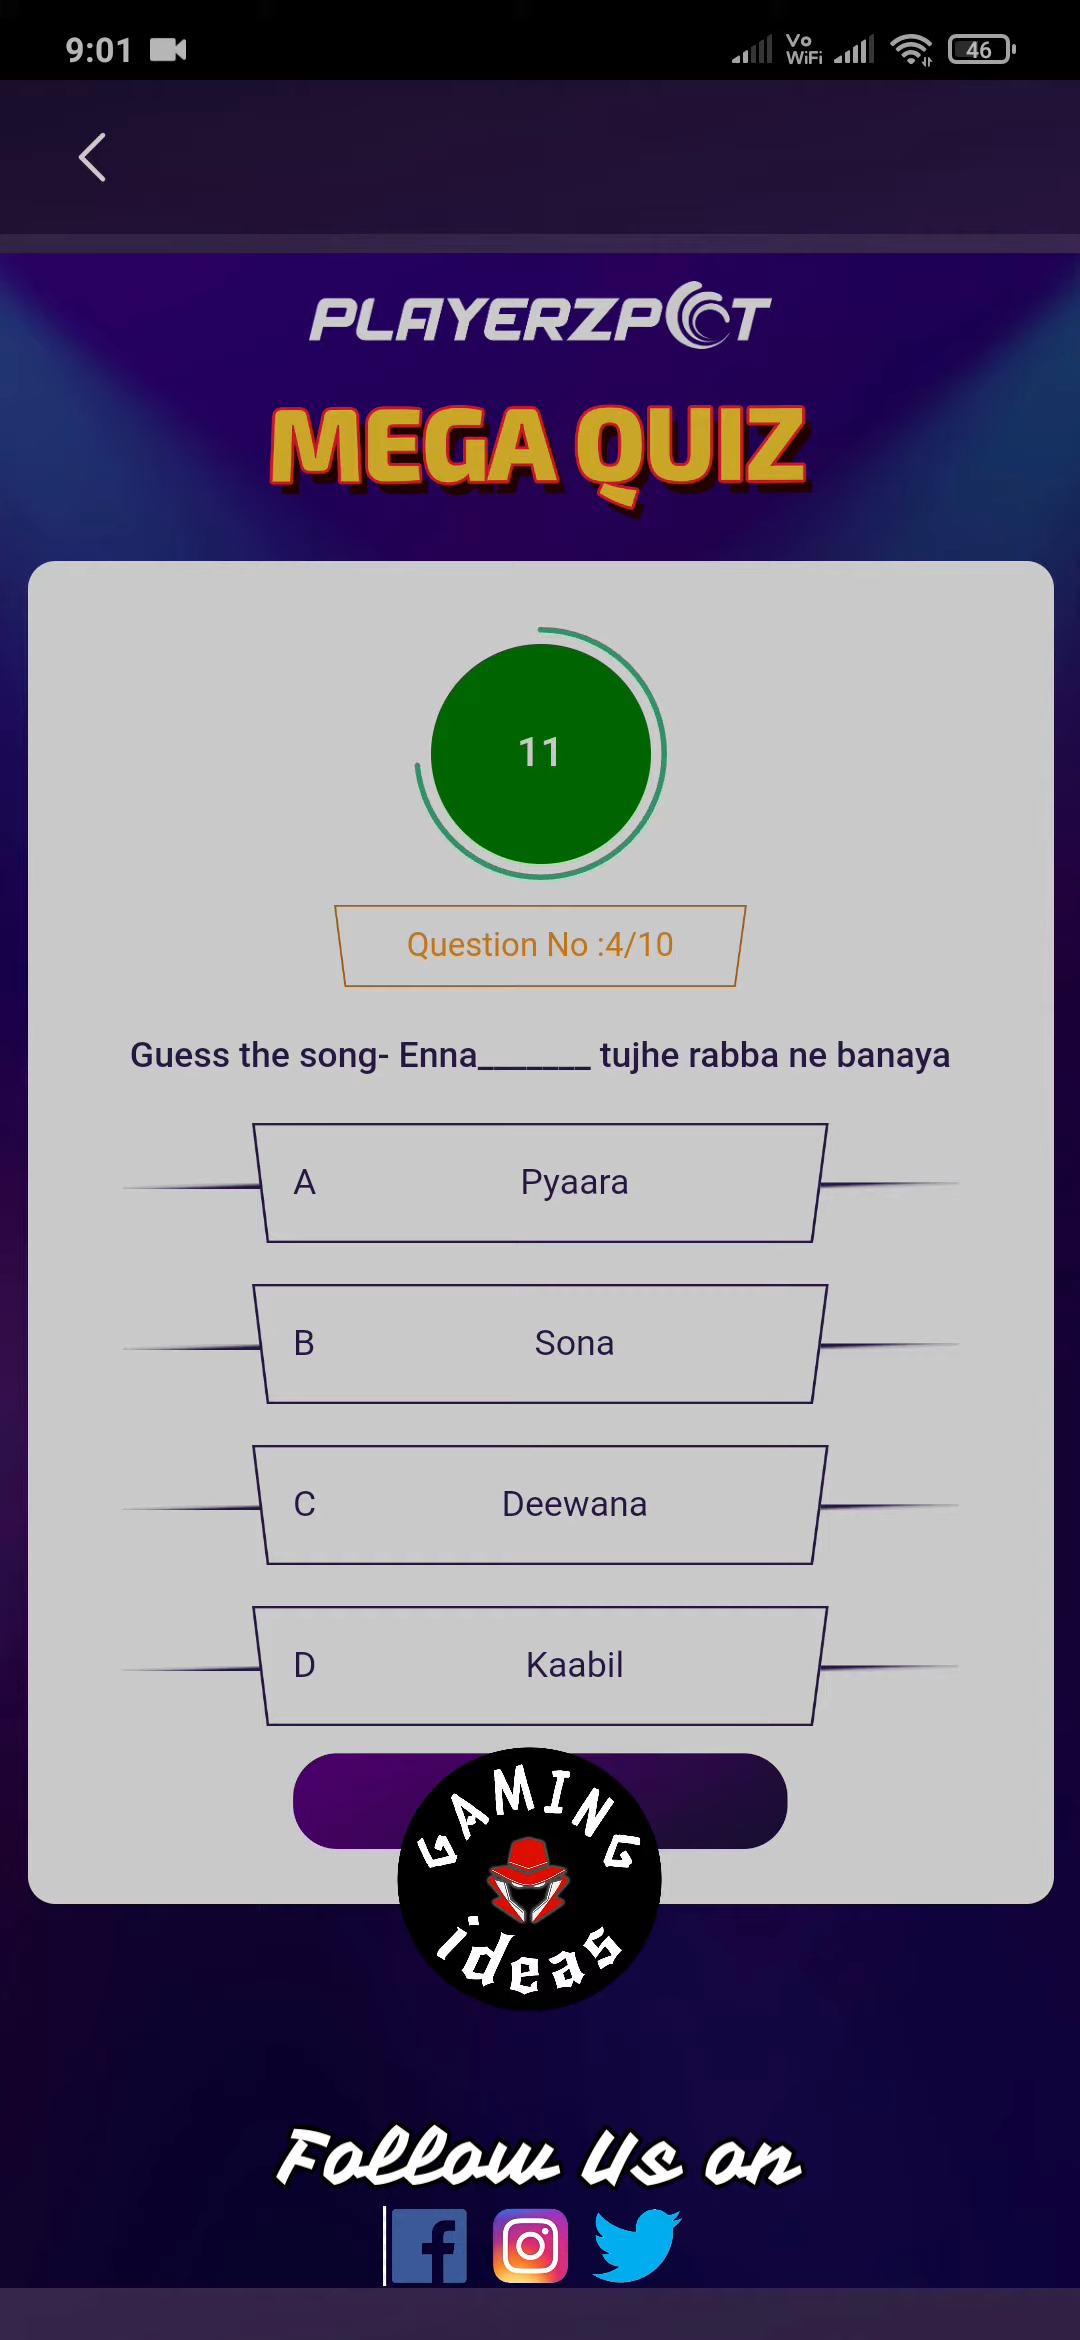 9:01
Vo
WiFi
46
PLAYERZPOT
MEGA QUIZ
11
Question No :4/10
Guess the song- Enna_______ tujhe rabba ne banaya
A Pyaara
B Sona
C Deewana
D Kaabil
GAMING
ideas
Follow Us on